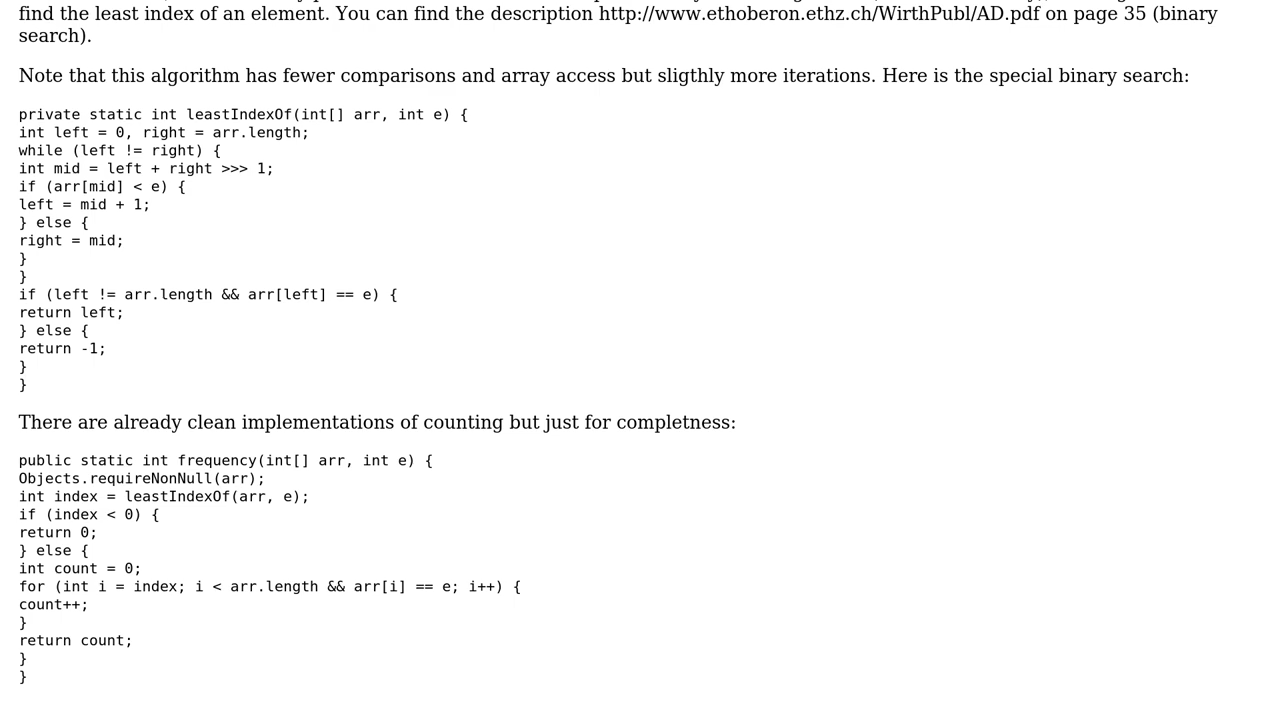 find the least index of an element. You can find the description http://www.ethoberon.ethz.ch/WirthPubl/AD.pdf on page 35 (binary
search).
Note that this algorithm has fewer comparisons and array access but sligthly more iterations. Here is the special binary search:
private static int leastIndexOf(int[] arr, int e) {
int left = 0, right = arr.length;
while (left != right) {
int mid = left + right >>> 1;
if (arr[mid] < e) {
left = mid + 1;
} else {
right = mid;
}
}
if (left != arr.length && arr[left] == e) {
return left;
} else {
return -1;
}
}
There are already clean implementations of counting but just for completness:
public static int frequency(int[] arr, int e) {
Objects.requireNonNull(arr);
int index = leastIndexOf(arr, e);
if (index < 0) {
return 0;
} else {
int count = 0;
for (int i = index; i < arr.length && arr[i] == e; i++) {
count++;
}
return count;
}
}